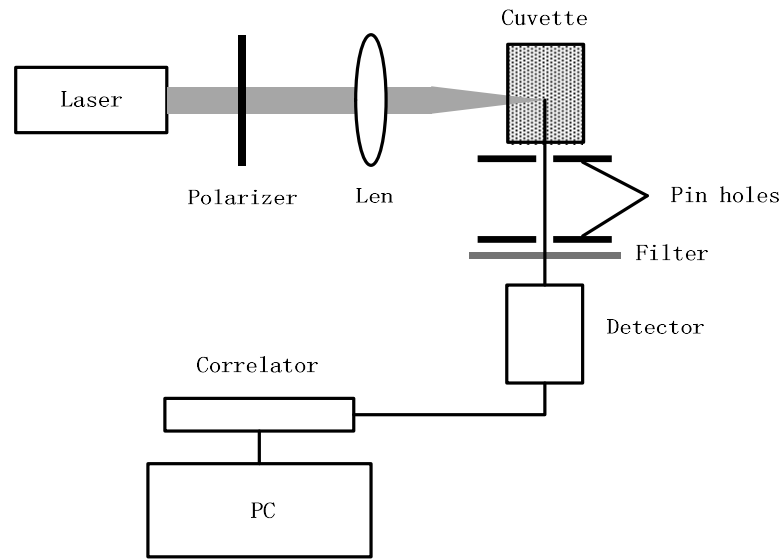 Cuvette
Laser
Polarizer
Len
Pin holes
Filter
Detector
Correlator
PC